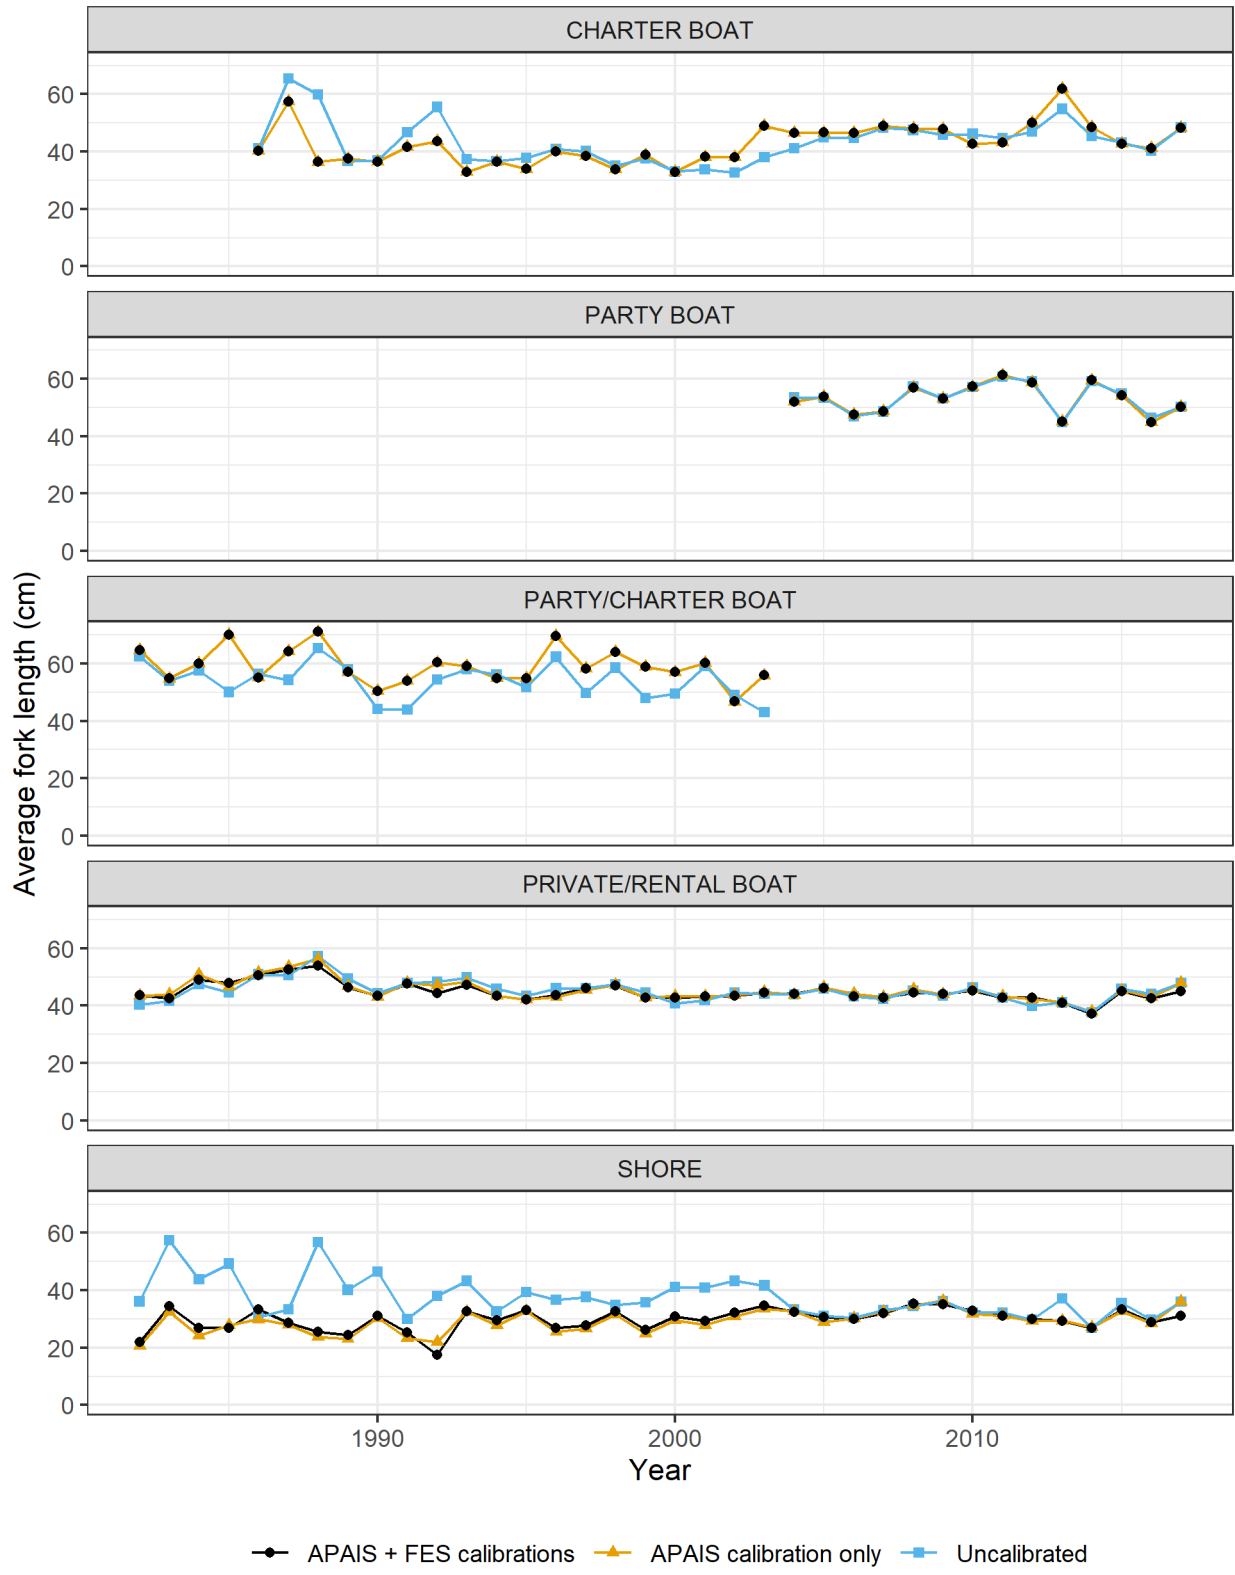 CHARTER BOAT
60
40
20
0
PARTY BOAT
60
40
20
0
PARTY/CHARTER BOAT
60
40
20
0
PRIVATE/RENTAL BOAT
60
40
20
0
SHORE
60
40
20
0
Average fork length (cm)
1990 2000 2010
Year
APAIS + FES calibrations APAIS calibration only Uncalibrated